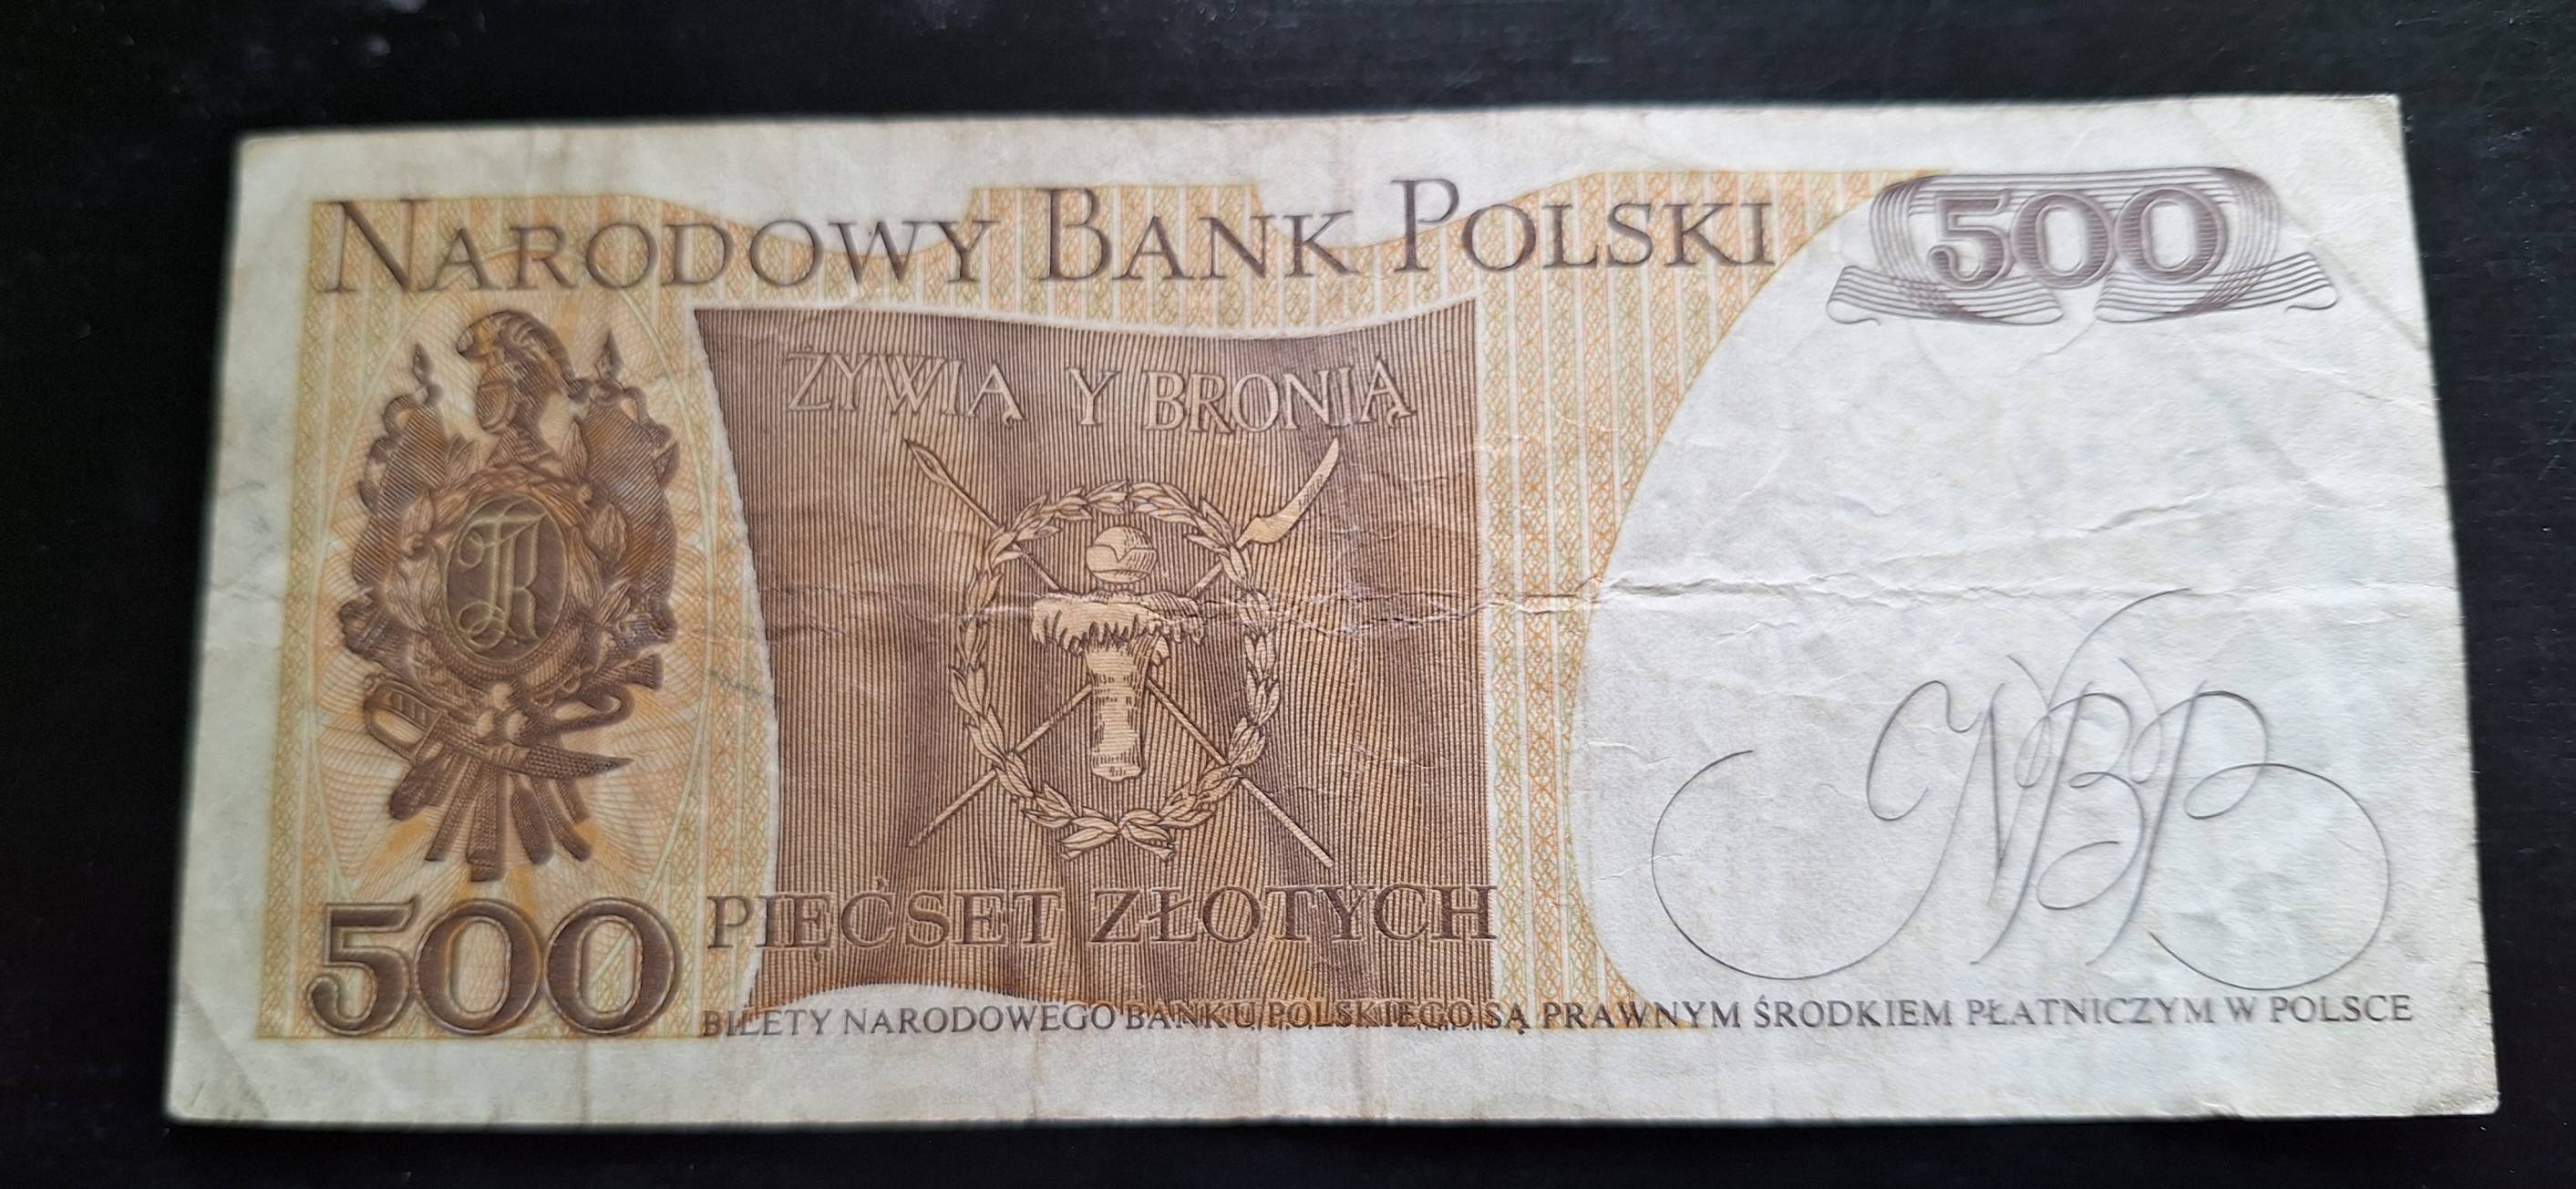 NARODOWY BANK POLSKI
500
ŻYWIĄ Y BRONIĄ
TK
NBP
500
PIĘĆSET ZŁOTYCH
BILETY NARODOWEGO BANKU POLSKIEGO SĄ PRAWNYM ŚRODKIEM PŁATNICZYM W POLSCE